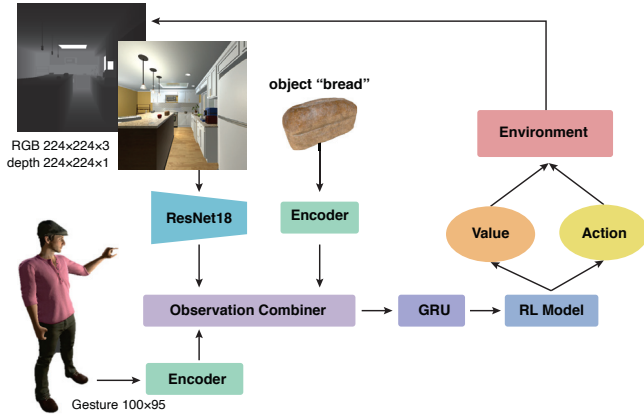 object “bread”
RGB 224×224×3
depth 224×224×1
Environment
ResNet18
Encoder
Value
Action
Observation Combiner
GRU
RL Model
Encoder
Gesture 100×95